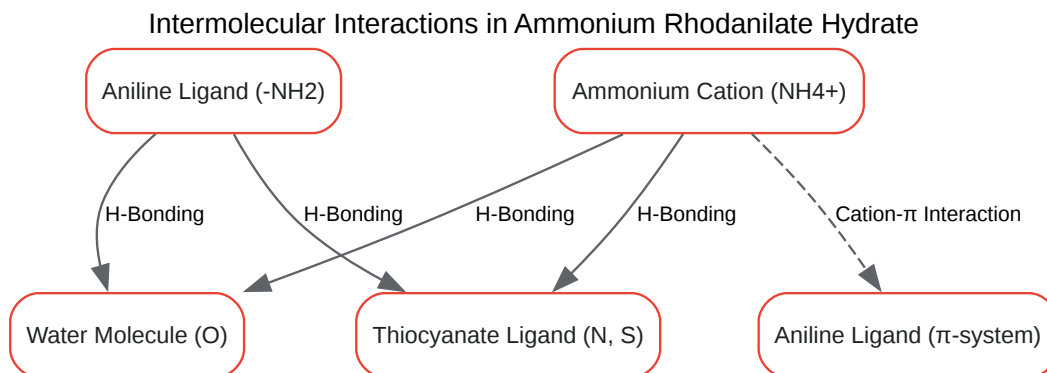 Intermolecular Interactions in Ammonium Rhodanilate Hydrate
Aniline Ligand (-NH2)
Ammonium Cation (NH4+)
H-Bonding
H-Bonding
H-Bonding
H-Bonding
Cation-π Interaction
Water Molecule (O)
Thiocyanate Ligand (N, S)
Aniline Ligand (π-system)